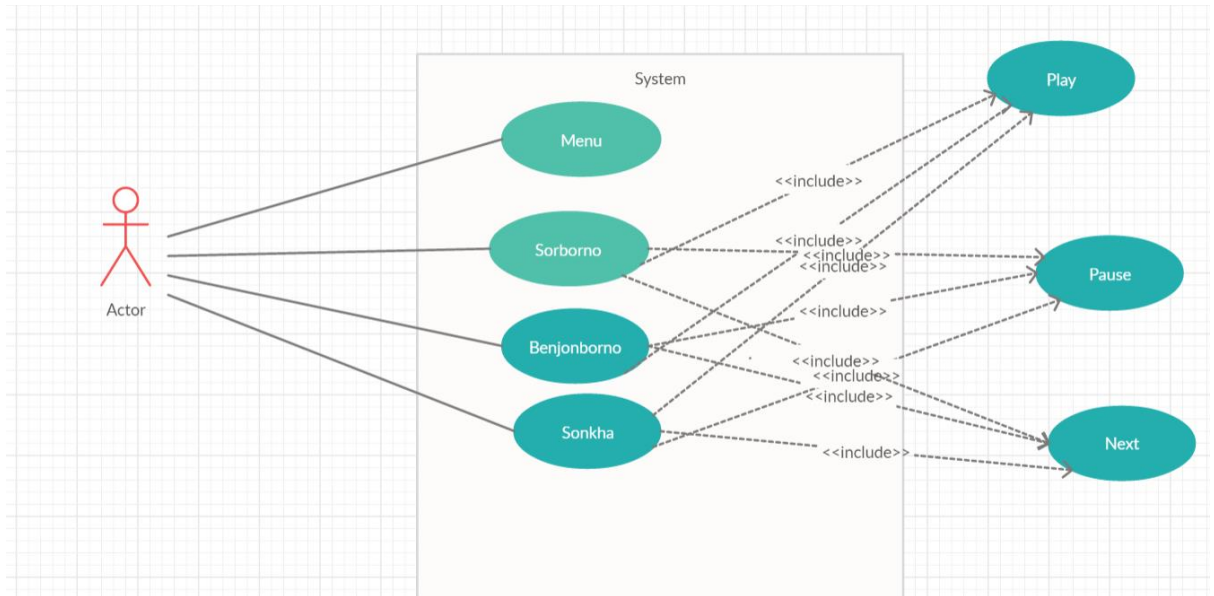 System
Play
Menu
<<include>>
Sorborno
<<include>>
<<include>>
<<include>>
Pause
Actor
<<include>>
Benjonborno
<<include>>
<<include>>
<<include>>
Sonkha
Next
<<include>>